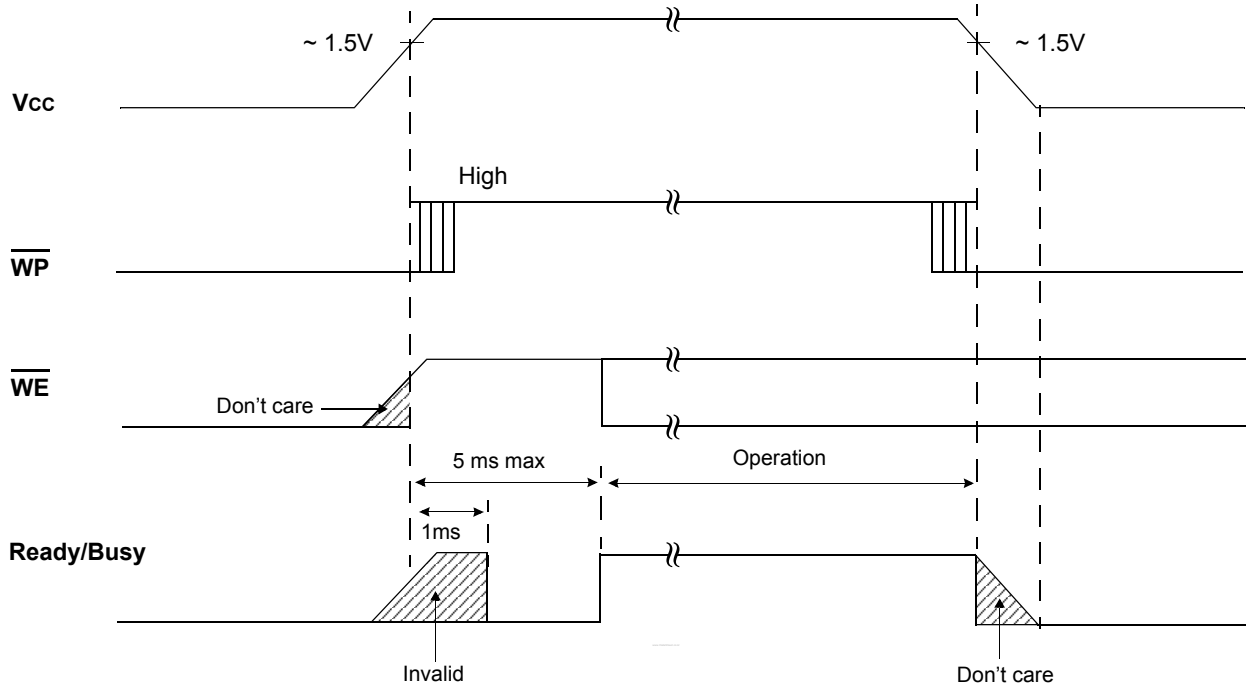 ~ 1.5V
~ 1.5V
Vcc
High
WP
WE
Don't care
5 ms max
Operation
1ms
Ready/Busy
Invalid
Don't care